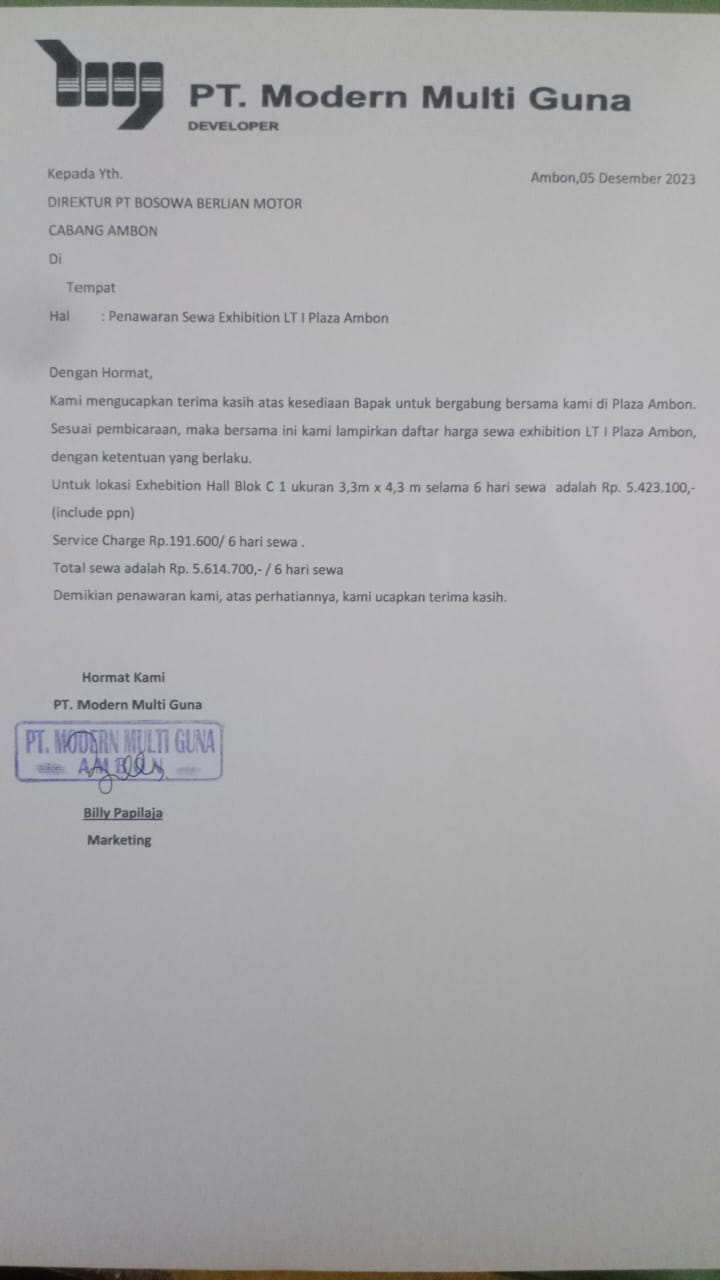 PT. Modern Multi Guna
DEVELOPER
Kepada Yth.
Ambon,05 Desember 2023
DIREKTUR PT BOSOWA BERLIAN MOTOR
CABANG AMBON
Di
Tempat
Hal : Penawaran Sewa Exhibition LT I Plaza Ambon
Dengan Hormat,
Kami mengucapkan terima kasih atas kesediaan Bapak untuk bergabung bersama kami di Plaza Ambon.
Sesuai pembicaraan, maka bersama ini kami lampirkan daftar harga sewa exhibition LT I Plaza Ambon,
dengan ketentuan yang berlaku.
Untuk lokasi Exhebition Hall Blok C 1 ukuran 3,3m x 4,3 m selama 6 hari sewa adalah Rp. 5.423.100,-
(include ppn)
Service Charge Rp.191.600/ 6 hari sewa .
Total sewa adalah Rp. 5.614.700,- / 6 hari sewa
Demikian penawaran kami, atas perhatiannya, kami ucapkan terima kasih.
Hormat Kami
PT. Modern Multi Guna
PT. MODERN MULTI GUNA
AMBON
Billy Papilaja
Marketing